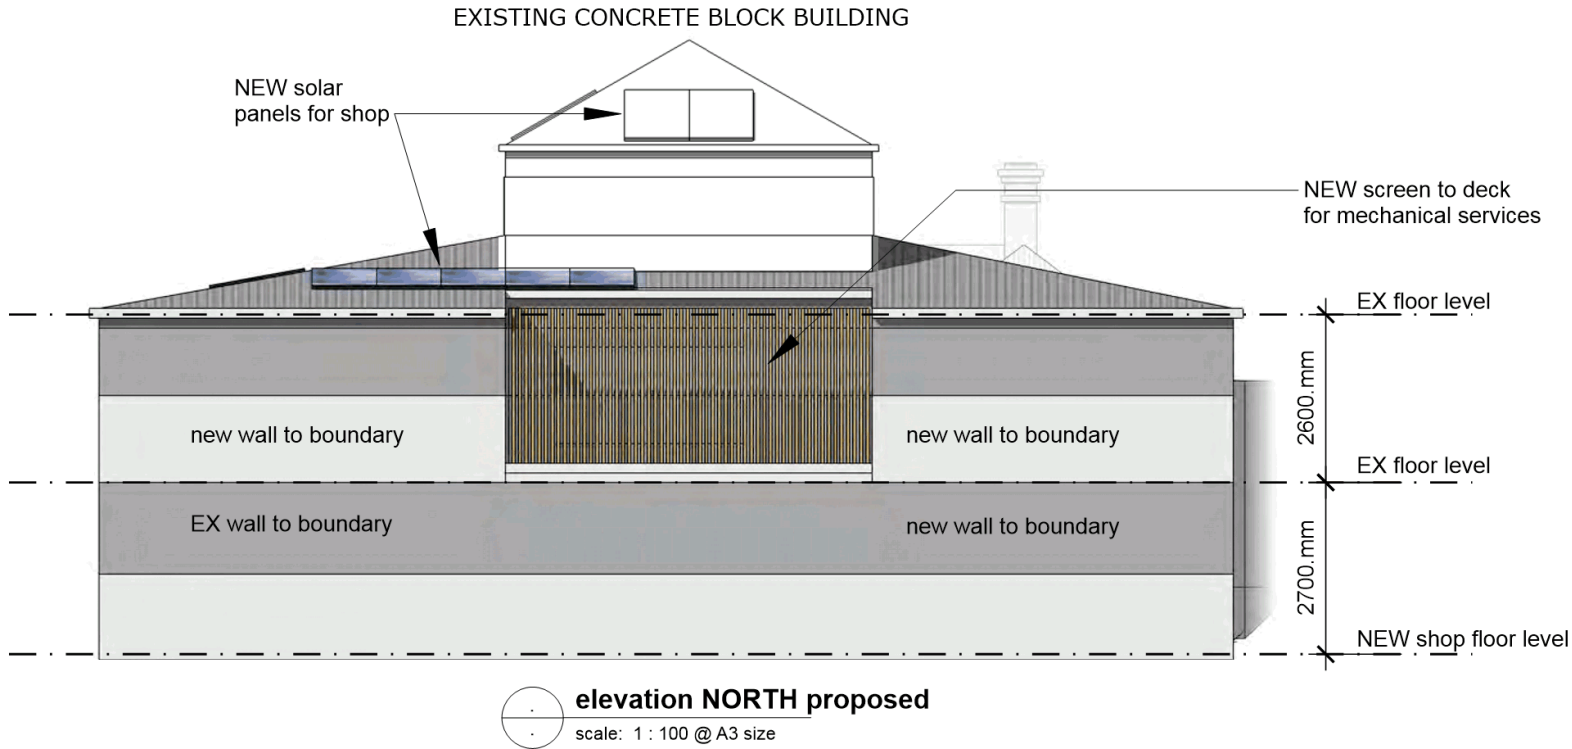 EXISTING CONCRETE BLOCK BUILDING
NEW solar
panels for shop
NEW screen to deck
for mechanical services
EX floor level
2600.mm
new wall to boundary
new wall to boundary
EX floor level
EX wall to boundary
new wall to boundary
2700.mm
NEW shop floor level
elevation NORTH proposed
scale: 1 : 100 @ A3 size